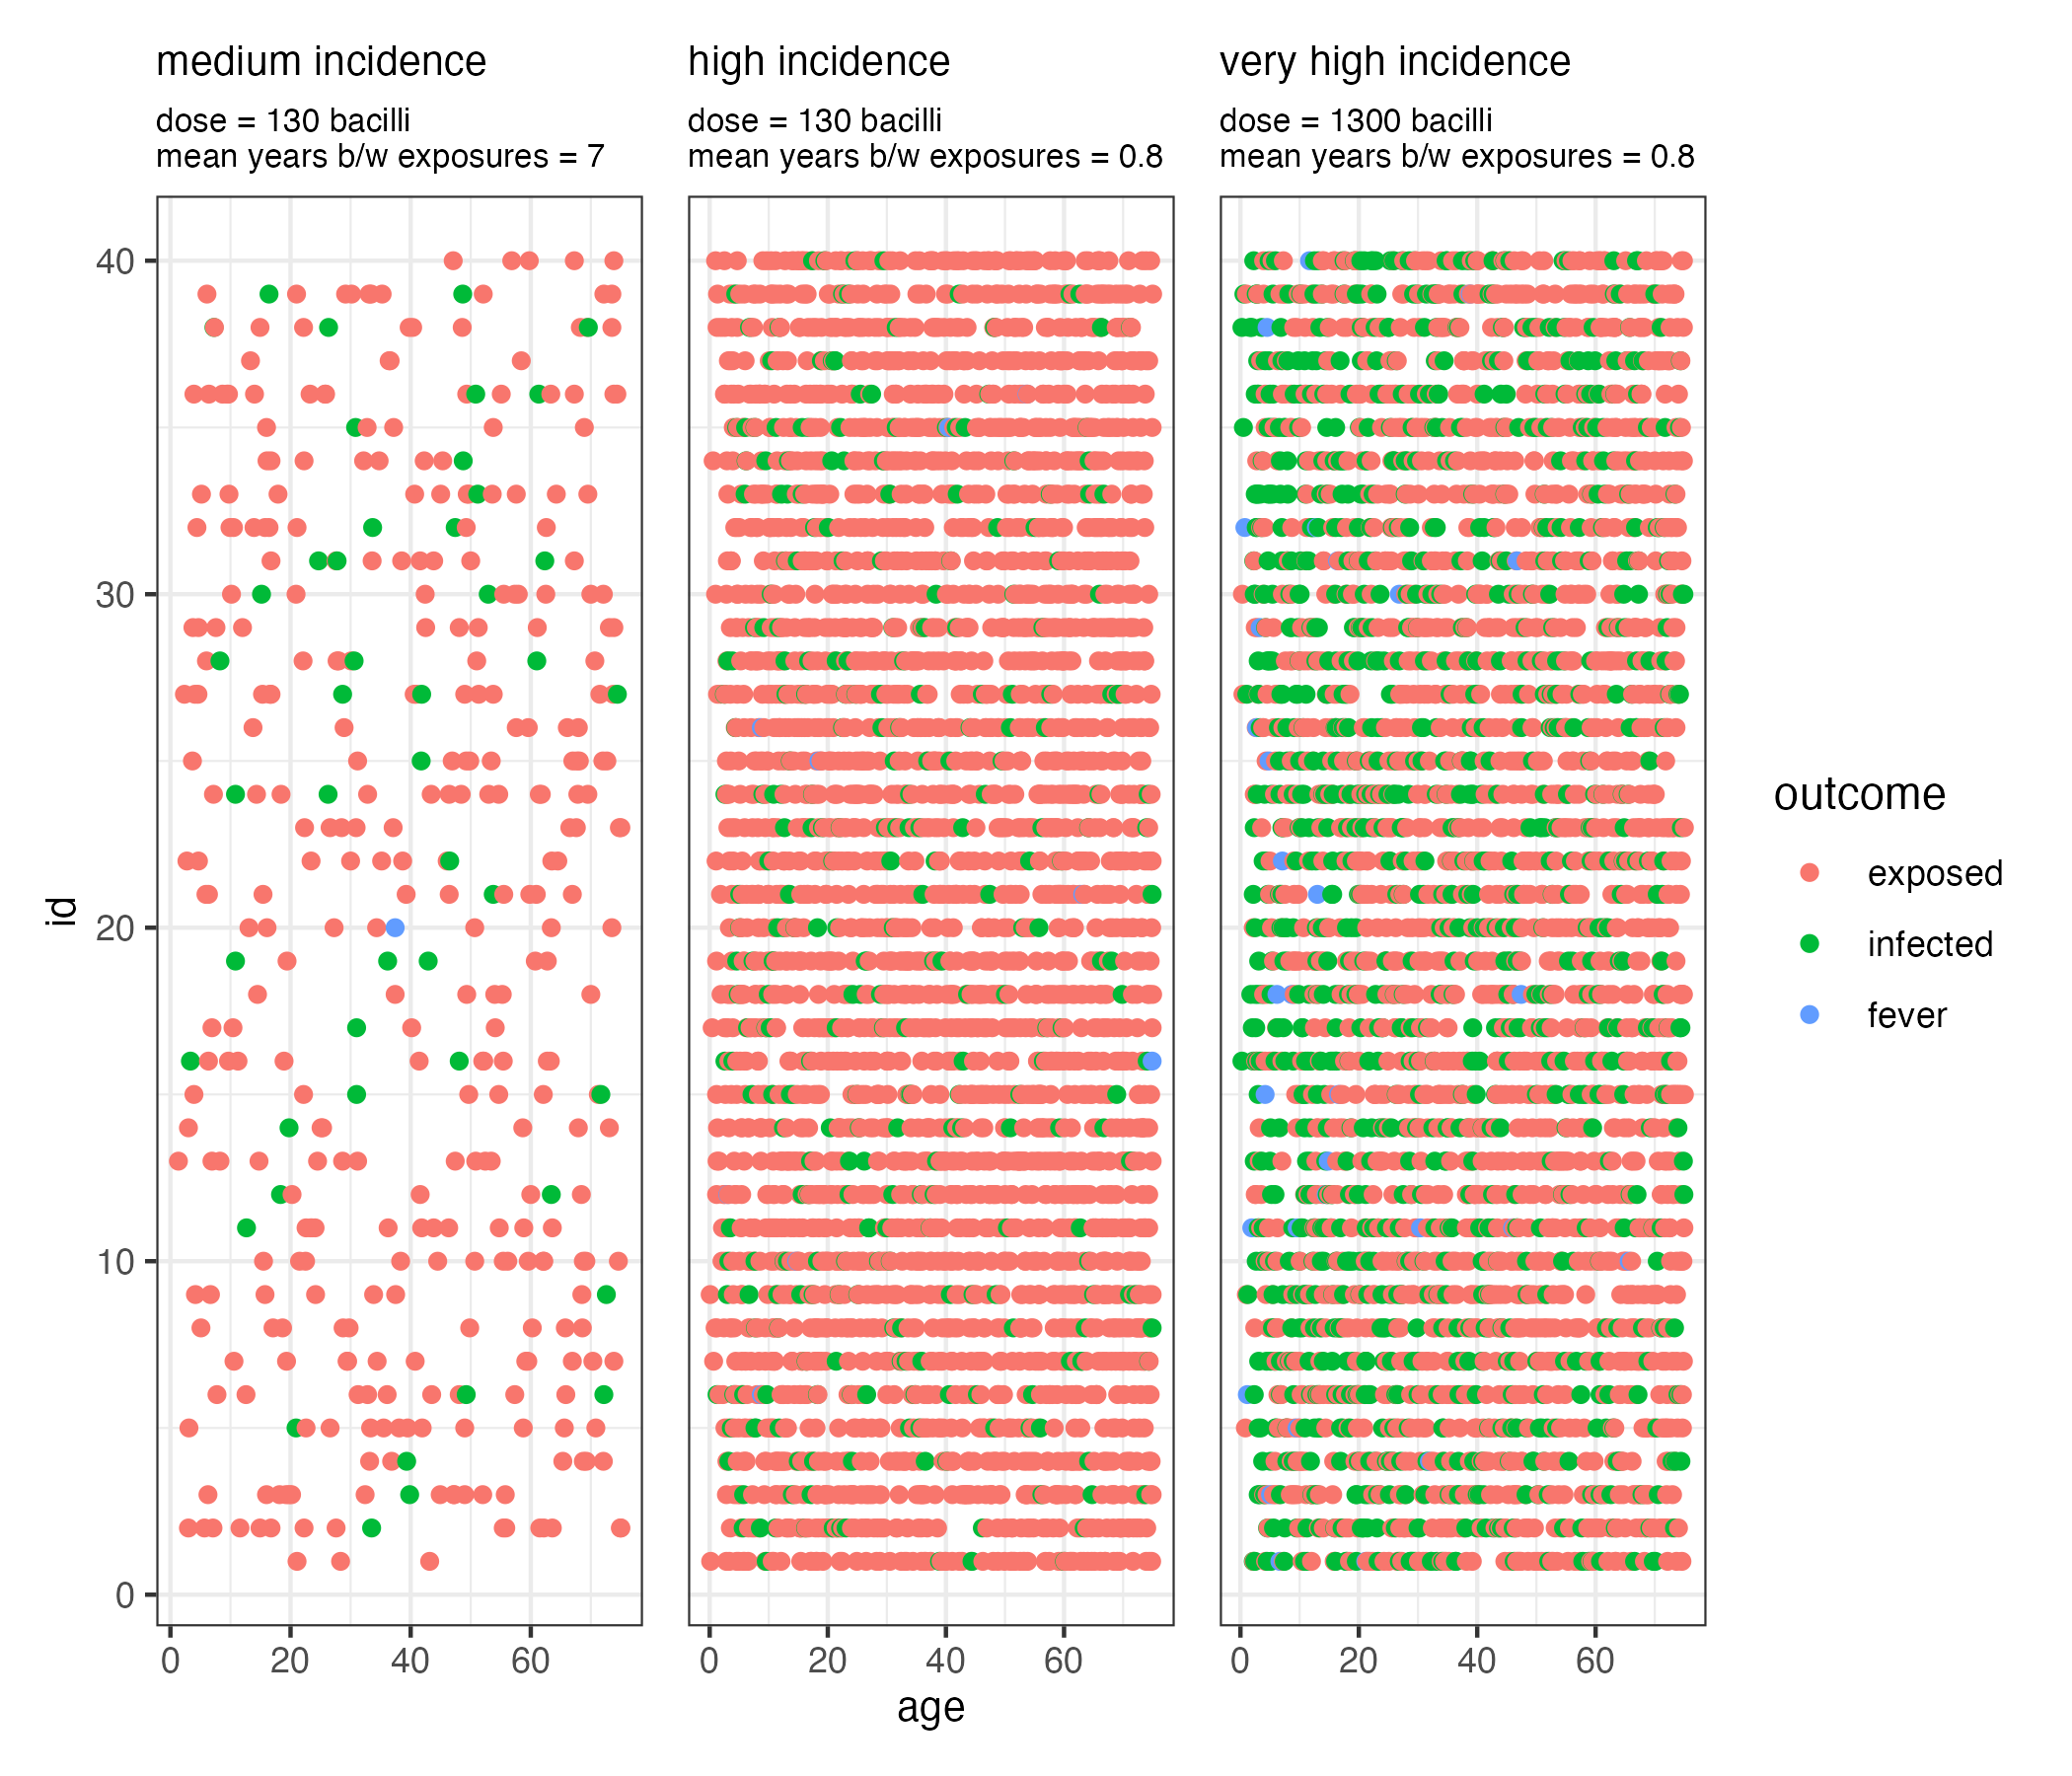 medium incidence
dose = 130 bacilli
mean years b/w exposures = 7
high incidence
dose = 130 bacilli
mean years b/w exposures = 0.8
very high incidence
dose = 1300 bacilli
mean years b/w exposures = 0.8
id
40
30
20
10
0
0 20 40 60
0 20 40 60
0 20 40 60
age
outcome
exposed
infected
fever